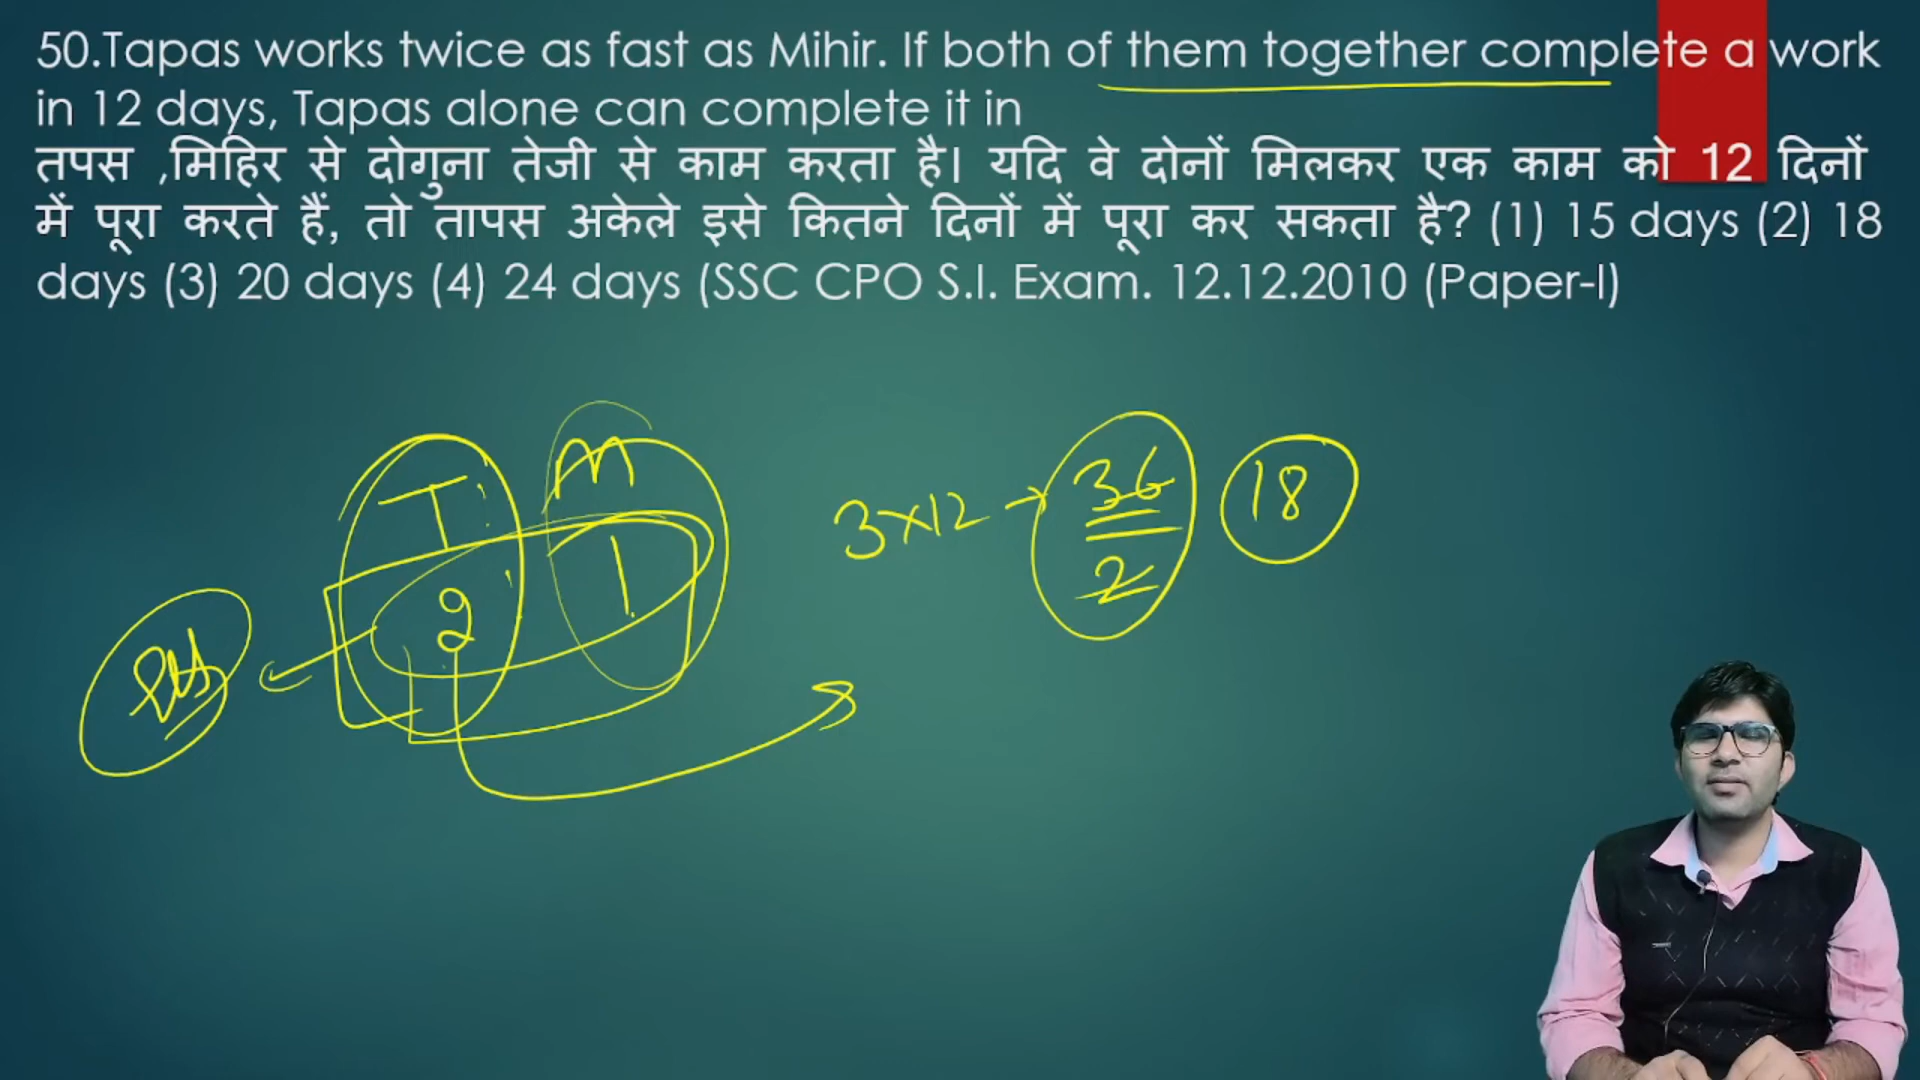 50.Tapas works twice as fast as Mihir. If both of them together complete a work
in 12 days, Tapas alone can complete it in
तपस ,मिहिर से दोगुना तेजी से काम करता है। यदि वे दोनों मिलकर एक काम को 12 दिनों
में पूरा करते हैं, तो तापस अकेले इसे कितने दिनों में पूरा कर सकता है? (1) 15 days (2) 18
days (3) 20 days (4) 24 days (SSC CPO S.I. Exam. 12.12.2010 (Paper-I)
T : M
2 : 1
3x12 → 36/2 18